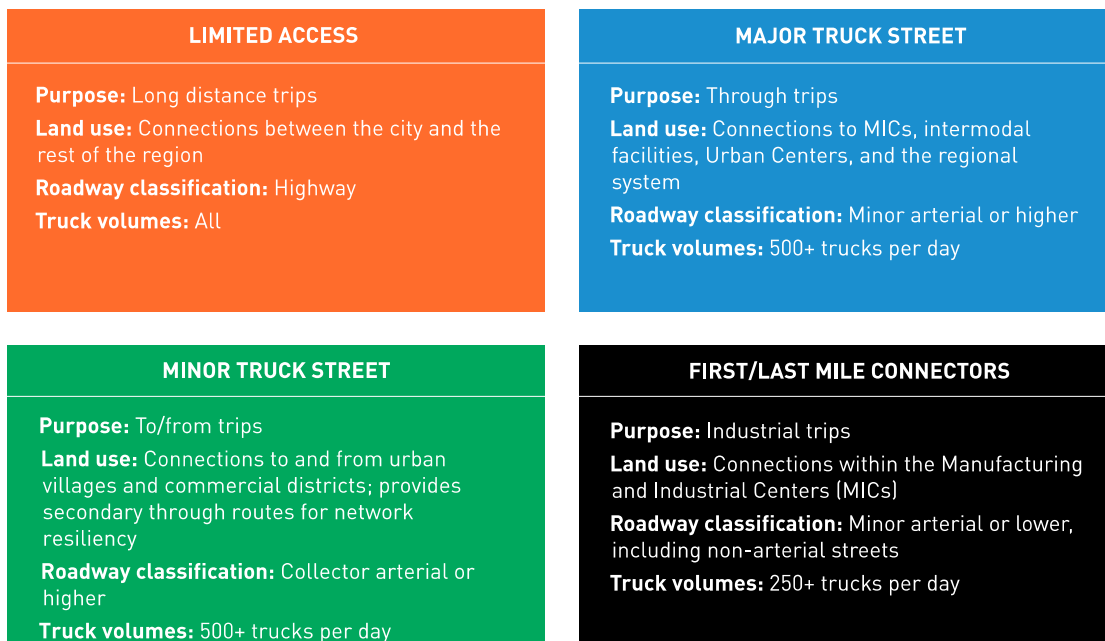 LIMITED ACCESS
Purpose: Long distance trips
Land use: Connections between the city and the
rest of the region
Roadway classification: Highway
Truck volumes: All
MAJOR TRUCK STREET
Purpose: Through trips
Land use: Connections to MICs, intermodal
facilities, Urban Centers, and the regional
system
Roadway classification: Minor arterial or higher
Truck volumes: 500+ trucks per day
MINOR TRUCK STREET
Purpose: To/from trips
Land use: Connections to and from urban
villages and commercial districts; provides
secondary through routes for network
resiliency
Roadway classification: Collector arterial or
higher
Truck volumes: 500+ trucks per day
FIRST/LAST MILE CONNECTORS
Purpose: Industrial trips
Land use: Connections within the Manufacturing
and Industrial Centers (MICs)
Roadway classification: Minor arterial or lower,
including non-arterial streets
Truck volumes: 250+ trucks per day